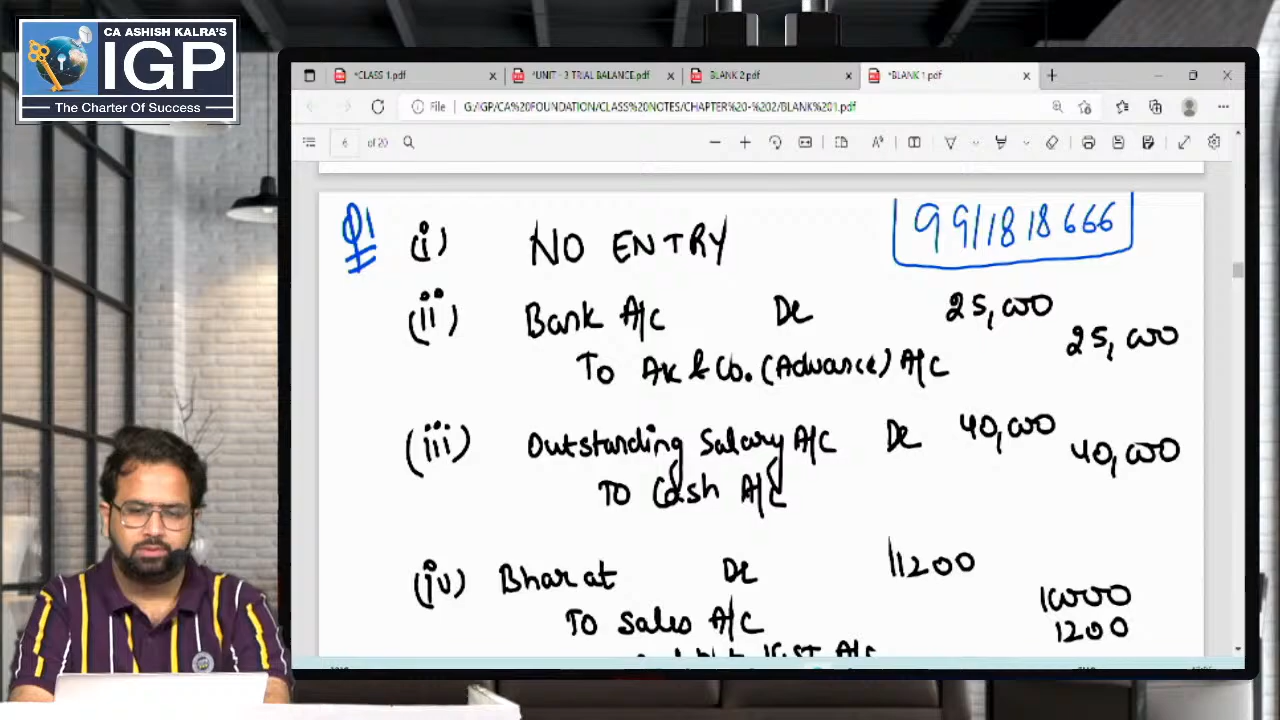 CA ASHISH KALRA'S
IGP
The Charter Of Success
*CLASS 1.pdf
*UNIT - 3 TRIAL BALANCE.pdf
BLANK 2.pdf
*BLANK 1.pdf
File
G:/IGP/CA%20FOUNDATION/CLASS%20NOTES/CHAPTER%20-%202/BLANK%201.pdf
6 of 20
Q1
(i) NO ENTRY
9911818666
(ii) Bank A/C Dr 25,000
To AK & Co. (Advance) A/C 25,000
(iii) Outstanding Salary A/C Dr 40,000
To Cash A/C 40,000
(iv) Bharat Dr 11200
To Sales A/C 10000
1200